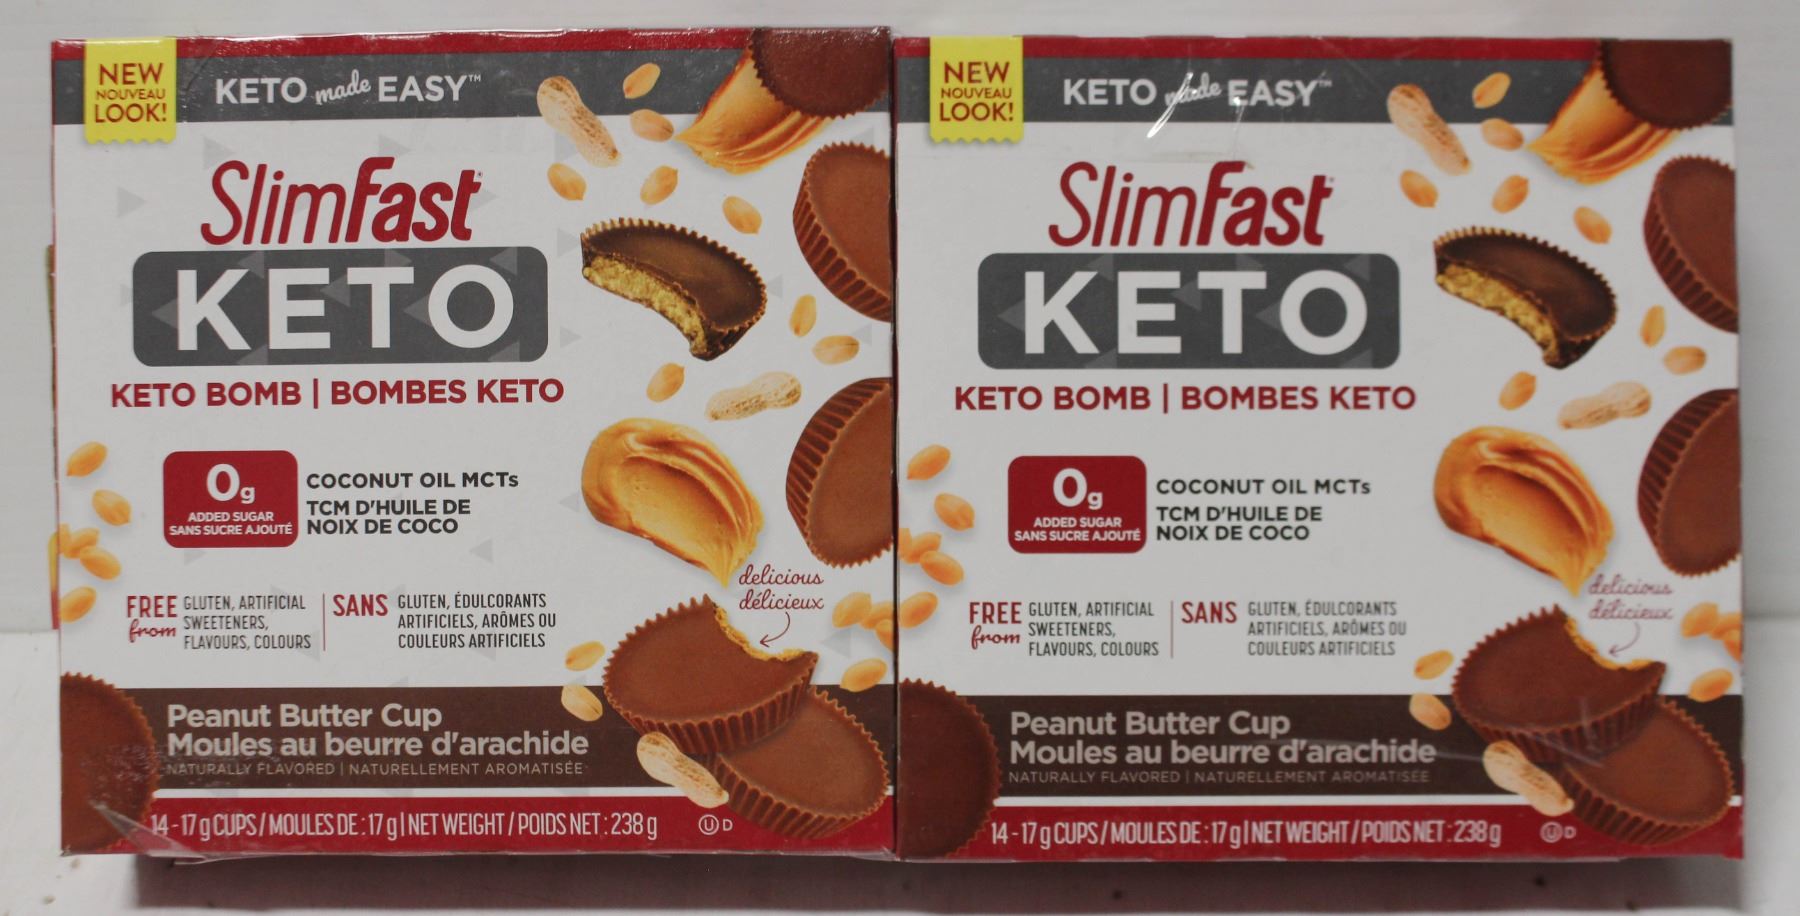 NEW
NOUVEAU
LOOK!
KETO made EASY™
SlimFast
KETO
KETO BOMB | BOMBES KETO
0g
ADDED SUGAR
SANS SUCRE AJOUTÉ
COCONUT OIL MCTs
TCM D'HUILE DE
NOIX DE COCO
FREE from
GLUTEN, ARTIFICIAL
SWEETENERS,
FLAVOURS, COLOURS
SANS
GLUTEN, ÉDULCORANTS
ARTIFICIELS, ARÔMES OU
COULEURS ARTIFICIELS
delicious
délicieux
Peanut Butter Cup
Moules au beurre d'arachide
NATURALLY FLAVORED | NATURELLEMENT AROMATISÉE
14-17 g CUPS / MOULES DE : 17 g | NET WEIGHT / POIDS NET : 238 g
U D
NEW
NOUVEAU
LOOK!
KETO made EASY™
SlimFast
KETO
KETO BOMB | BOMBES KETO
0g
ADDED SUGAR
SANS SUCRE AJOUTÉ
COCONUT OIL MCTs
TCM D'HUILE DE
NOIX DE COCO
FREE from
GLUTEN, ARTIFICIAL
SWEETENERS,
FLAVOURS, COLOURS
SANS
GLUTEN, ÉDULCORANTS
ARTIFICIELS, ARÔMES OU
COULEURS ARTIFICIELS
delicious
délicieux
Peanut Butter Cup
Moules au beurre d'arachide
NATURALLY FLAVORED | NATURELLEMENT AROMATISÉE
14-17 g CUPS / MOULES DE : 17 g | NET WEIGHT / POIDS NET : 238 g
U D